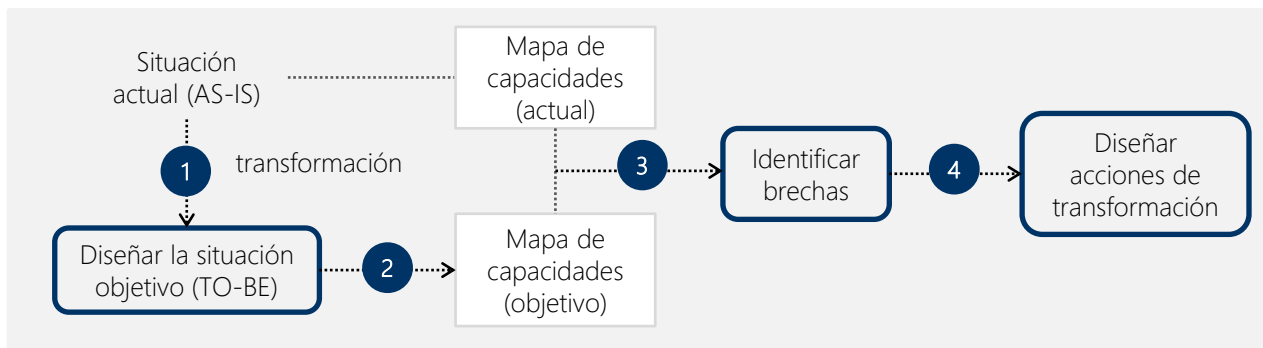 Situación
actual (AS-IS)
Mapa de
capacidades
(actual)
1
transformación
Diseñar la situación
objetivo (TO-BE)
2
Mapa de
capacidades
(objetivo)
3
Identificar
brechas
4
Diseñar
acciones de
transformación